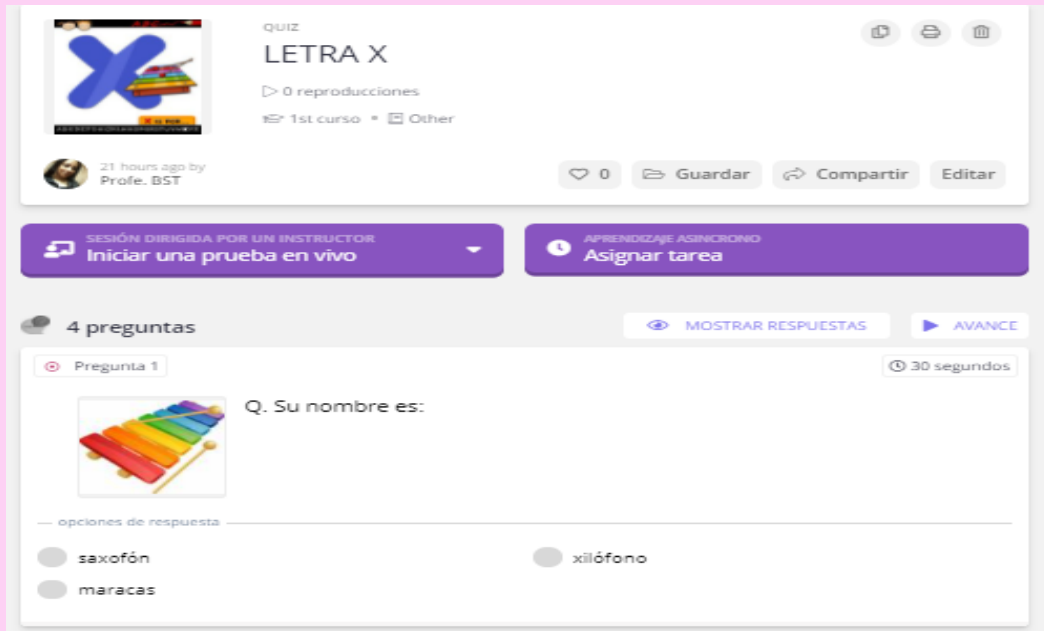 QUIZ
LETRA X
0 reproducciones
1st curso • Other
21 hours ago by
Profe. BST
0 Guardar Compartir Editar
SESIÓN DIRIGIDA POR UN INSTRUCTOR
Iniciar una prueba en vivo
APRENDIZAJE ASINCRONO
Asignar tarea
4 preguntas
MOSTRAR RESPUESTAS
AVANCE
Pregunta 1
30 segundos
Q. Su nombre es:
opciones de respuesta
saxofón
xilófono
maracas